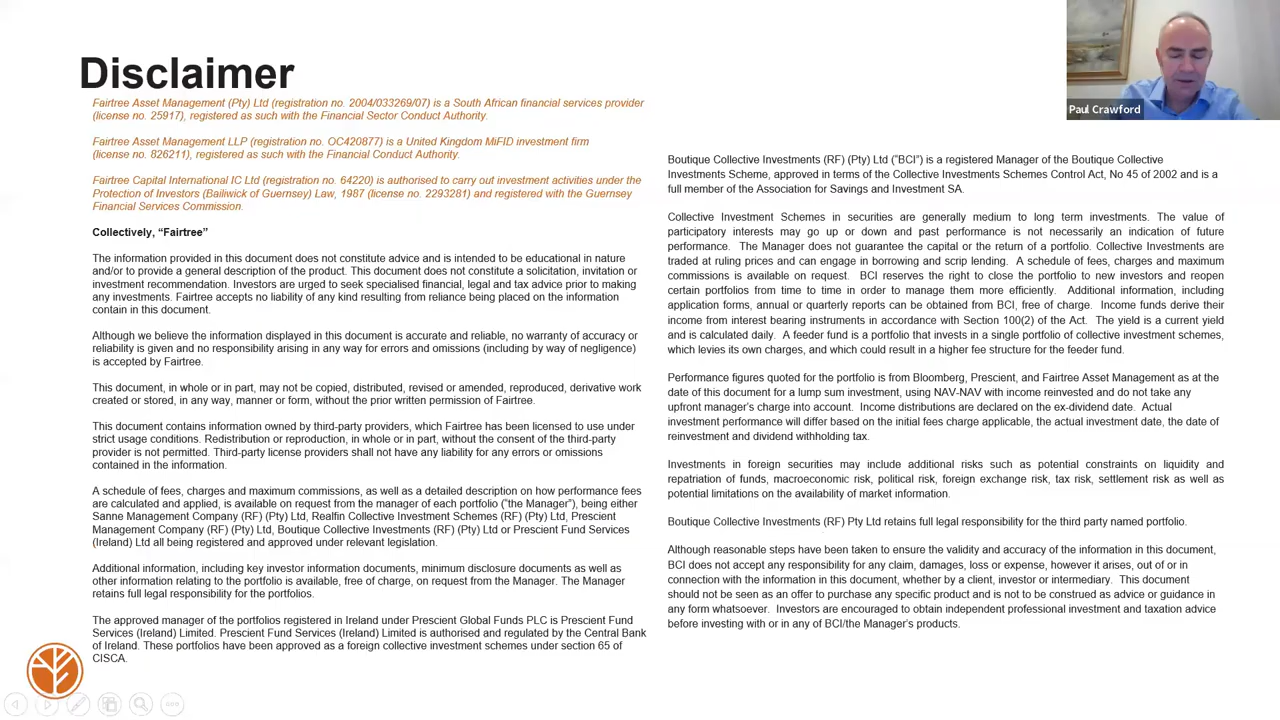 Disclaimer
Fairtree Asset Management (Pty) Ltd (registration no. 2004/033269/07) is a South African financial services provider
(license no. 25917), registered as such with the Financial Sector Conduct Authority.
Fairtree Asset Management LLP (registration no. OC420877) is a United Kingdom MiFID investment firm
(license no. 826211), registered as such with the Financial Conduct Authority.
Fairtree Capital International IC Ltd (registration no. 64220) is authorised to carry out investment activities under the
Protection of Investors (Bailiwick of Guernsey) Law, 1987 (license no. 2293281) and registered with the Guernsey
Financial Services Commission.
Collectively, “Fairtree”
The information provided in this document does not constitute advice and is intended to be educational in nature
and/or to provide a general description of the product. This document does not constitute a solicitation, invitation or
investment recommendation. Investors are urged to seek specialised financial, legal and tax advice prior to making
any investments. Fairtree accepts no liability of any kind resulting from reliance being placed on the information
contain in this document.
Although we believe the information displayed in this document is accurate and reliable, no warranty of accuracy or
reliability is given and no responsibility arising in any way for errors and omissions (including by way of negligence)
is accepted by Fairtree.
This document, in whole or in part, may not be copied, distributed, revised or amended, reproduced, derivative work
created or stored, in any way, manner or form, without the prior written permission of Fairtree.
This document contains information owned by third-party providers, which Fairtree has been licensed to use under
strict usage conditions. Redistribution or reproduction, in whole or in part, without the consent of the third-party
provider is not permitted. Third-party license providers shall not have any liability for any errors or omissions
contained in the information.
A schedule of fees, charges and maximum commissions, as well as a detailed description on how performance fees
are calculated and applied, is available on request from the manager of each portfolio (“the Manager”), being either
Sanne Management Company (RF) (Pty) Ltd, Realfin Collective Investment Schemes (RF) (Pty) Ltd, Prescient
Management Company (RF) (Pty) Ltd, Boutique Collective Investments (RF) (Pty) Ltd or Prescient Fund Services
(Ireland) Ltd all being registered and approved under relevant legislation.
Additional information, including key investor information documents, minimum disclosure documents as well as
other information relating to the portfolio is available, free of charge, on request from the Manager. The Manager
retains full legal responsibility for the portfolios.
The approved manager of the portfolios registered in Ireland under Prescient Global Funds PLC is Prescient Fund
Services (Ireland) Limited. Prescient Fund Services (Ireland) Limited is authorised and regulated by the Central Bank
of Ireland. These portfolios have been approved as a foreign collective investment schemes under section 65 of
CISCA.
Paul Crawford
Boutique Collective Investments (RF) (Pty) Ltd (“BCI”) is a registered Manager of the Boutique Collective
Investments Scheme, approved in terms of the Collective Investments Schemes Control Act, No 45 of 2002 and is a
full member of the Association for Savings and Investment SA.
Collective Investment Schemes in securities are generally medium to long term investments. The value of
participatory interests may go up or down and past performance is not necessarily an indication of future
performance. The Manager does not guarantee the capital or the return of a portfolio. Collective Investments are
traded at ruling prices and can engage in borrowing and scrip lending. A schedule of fees, charges and maximum
commissions is available on request. BCI reserves the right to close the portfolio to new investors and reopen
certain portfolios from time to time in order to manage them more efficiently. Additional information, including
application forms, annual or quarterly reports can be obtained from BCI, free of charge. Income funds derive their
income from interest bearing instruments in accordance with Section 100(2) of the Act. The yield is a current yield
and is calculated daily. A feeder fund is a portfolio that invests in a single portfolio of collective investment schemes,
which levies its own charges, and which could result in a higher fee structure for the feeder fund.
Performance figures quoted for the portfolio is from Bloomberg, Prescient, and Fairtree Asset Management as at the
date of this document for a lump sum investment, using NAV-NAV with income reinvested and do not take any
upfront manager’s charge into account. Income distributions are declared on the ex-dividend date. Actual
investment performance will differ based on the initial fees charge applicable, the actual investment date, the date of
reinvestment and dividend withholding tax.
Investments in foreign securities may include additional risks such as potential constraints on liquidity and
repatriation of funds, macroeconomic risk, political risk, foreign exchange risk, tax risk, settlement risk as well as
potential limitations on the availability of market information.
Boutique Collective Investments (RF) Pty Ltd retains full legal responsibility for the third party named portfolio.
Although reasonable steps have been taken to ensure the validity and accuracy of the information in this document,
BCI does not accept any responsibility for any claim, damages, loss or expense, however it arises, out of or in
connection with the information in this document, whether by a client, investor or intermediary. This document
should not be seen as an offer to purchase any specific product and is not to be construed as advice or guidance in
any form whatsoever. Investors are encouraged to obtain independent professional investment and taxation advice
before investing with or in any of BCI/the Manager’s products.